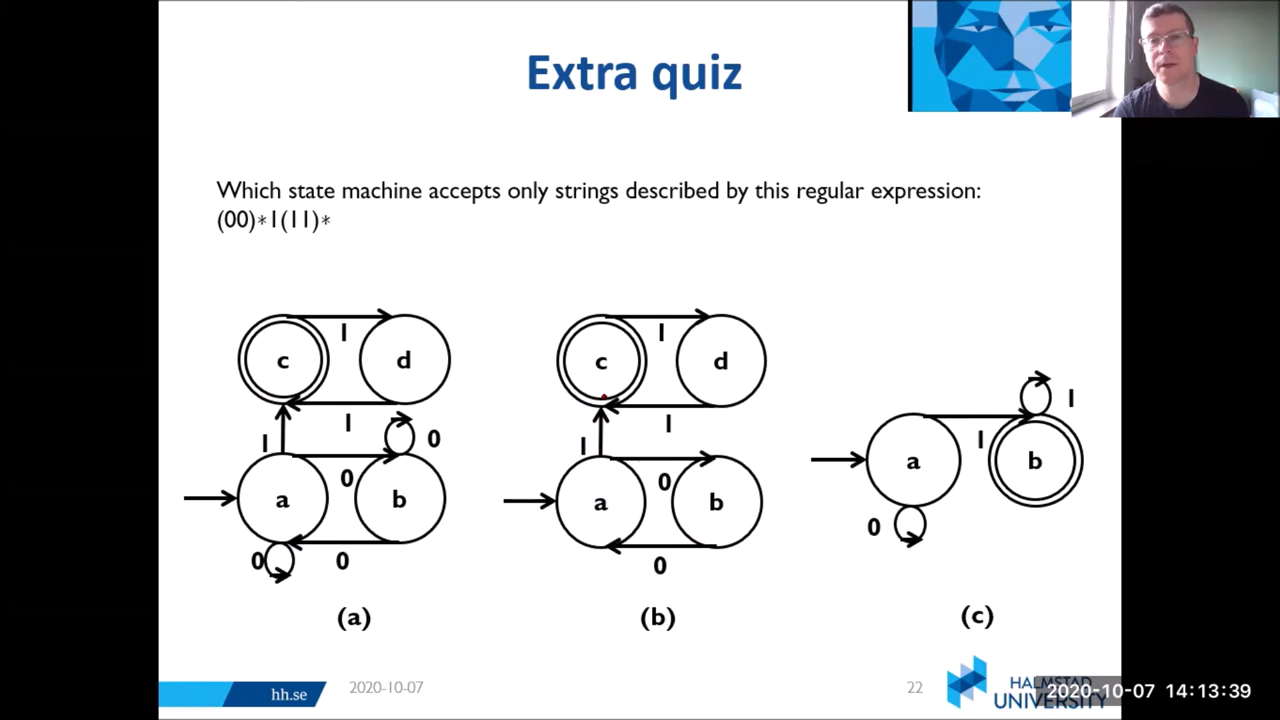 Extra quiz
Which state machine accepts only strings described by this regular expression:
(00)*1(11)*
c
1
d
1
1
0
a
0
b
0
0
(a)
c
1
d
1
1
a
0
b
0
(b)
1
a
1
b
0
(c)
hh.se
2020-10-07
22
HALMSTAD
UNIVERSITY
2020-10-07 14:13:39